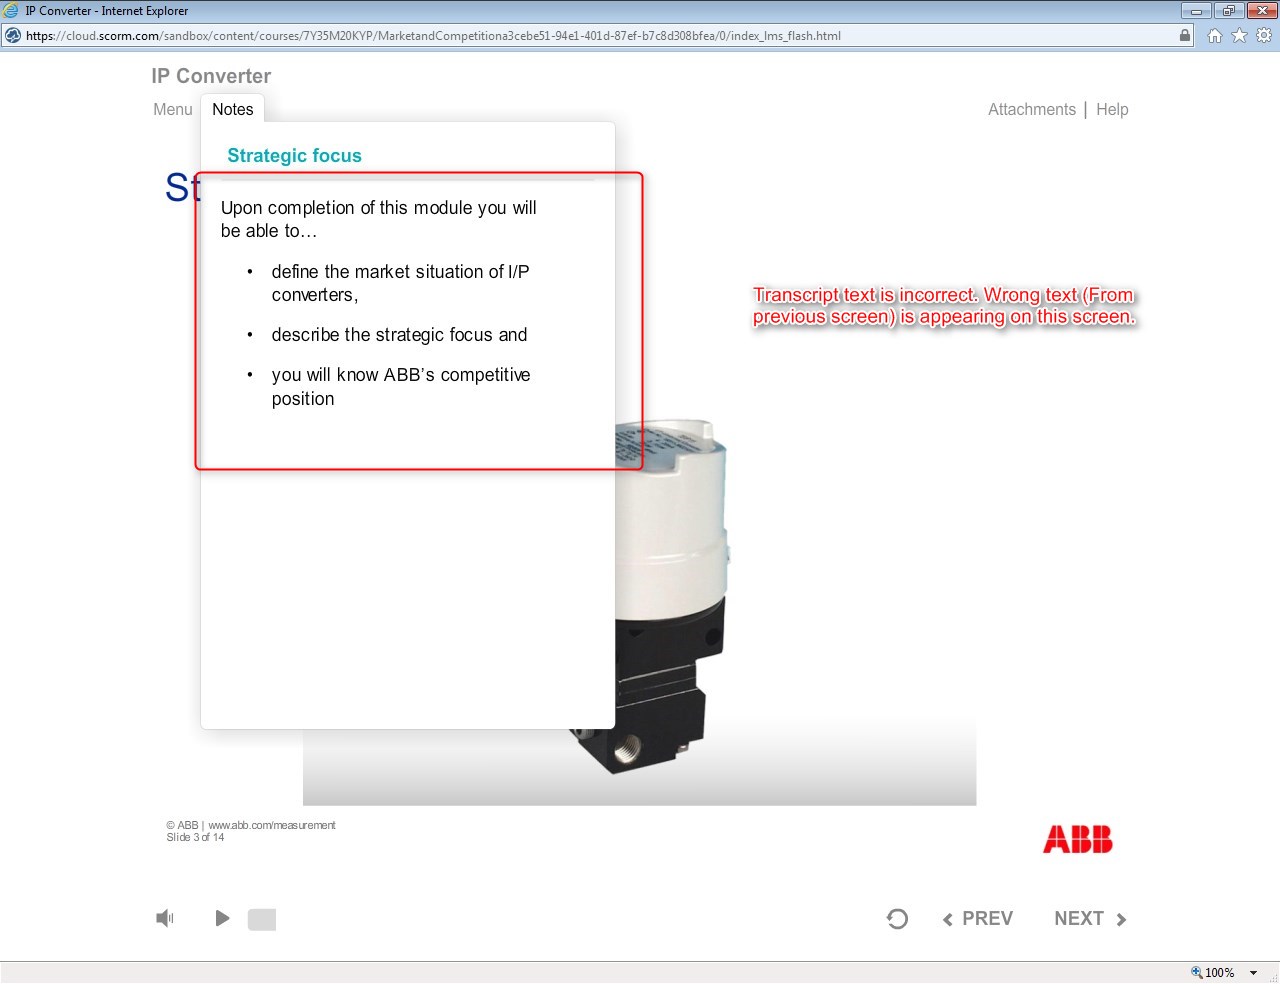 IP Converter - Internet Explorer
https://cloud.scorm.com/sandbox/content/courses/7Y35M20KYP/MarketandCompetitiona3cebe51-94e1-401d-87ef-b7c8d308bfea/0/index_lms_flash.html
IP Converter
Menu Notes Attachments | Help
Strategic focus
St
Upon completion of this module you will
be able to…
• define the market situation of I/P
converters,
• describe the strategic focus and
• you will know ABB’s competitive
position
Transcript text is incorrect. Wrong text (From
previous screen) is appearing on this screen.
© ABB | www.abb.com/measurement
Slide 3 of 14
ABB
PREV NEXT
100%